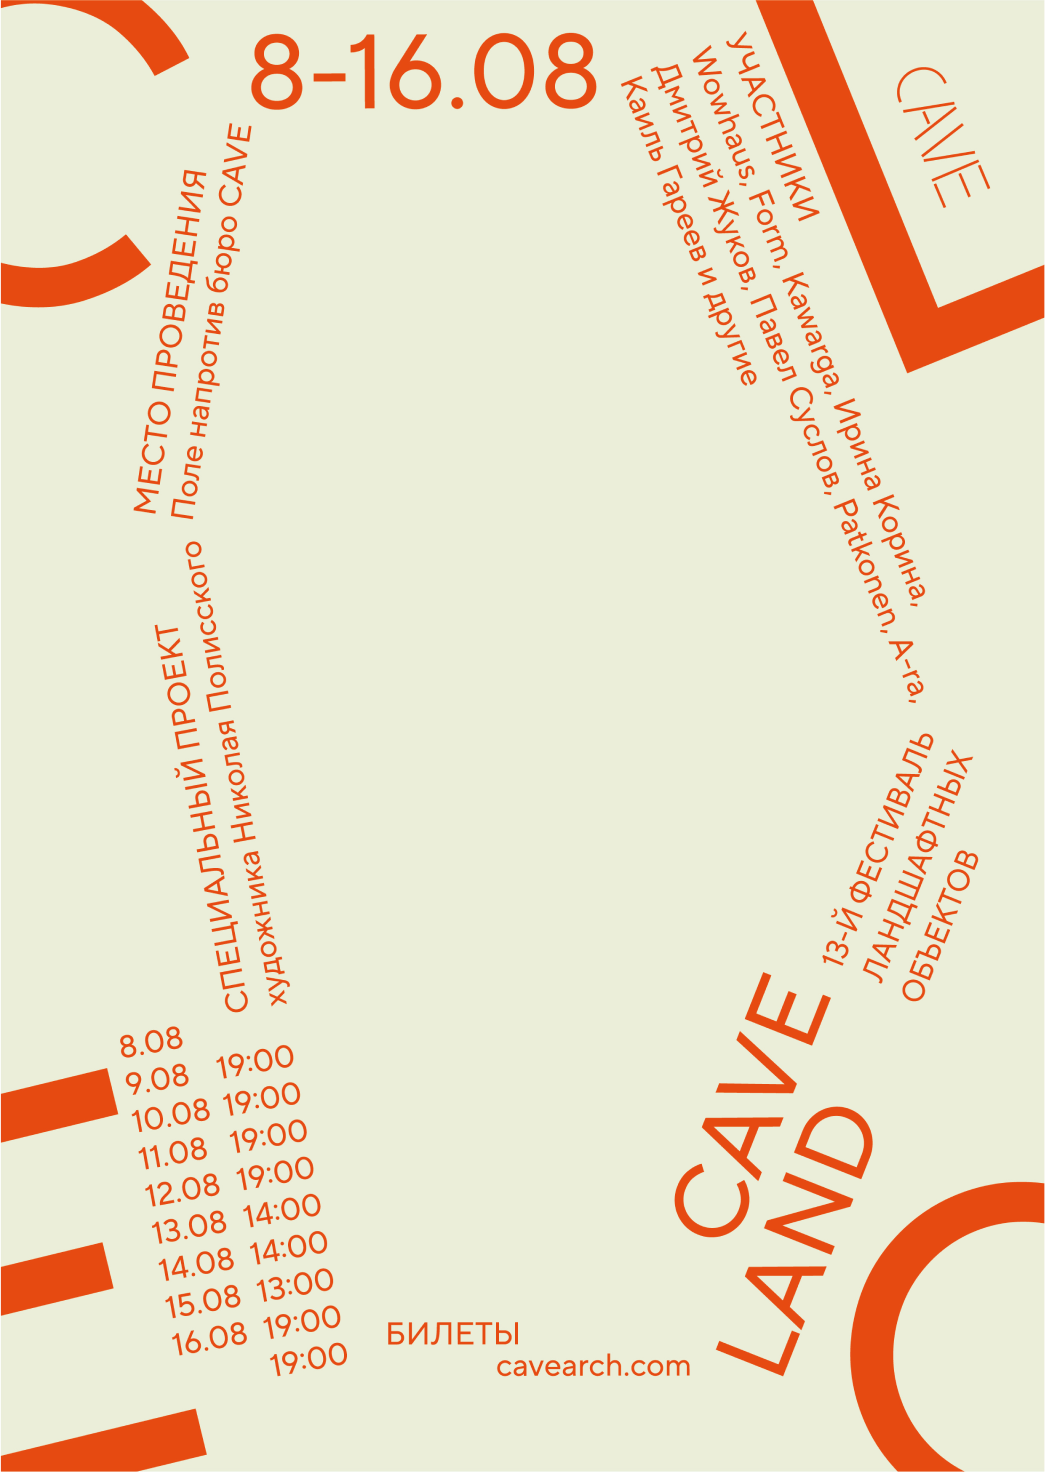 8-16.08
CAVE
УЧАСТНИКИ
Wowhaus, Form, Kawarga, Ирина Корина,
Дмитрий Жуков, Павел Суслов, Patkonen, А-га,
Каиль Гареев и другие
МЕСТО ПРОВЕДЕНИЯ
Поле напротив бюро CAVE
СПЕЦИАЛЬНЫЙ ПРОЕКТ
художника Николая Полисского
13-Й ФЕСТИВАЛЬ
ЛАНДШАФТНЫХ
ОБЪЕКТОВ
CAVE
LAND
8.08 19:00
9.08 19:00
10.08 19:00
11.08 19:00
12.08 14:00
13.08 14:00
14.08 13:00
15.08 19:00
16.08 19:00
БИЛЕТЫ
cavearch.com